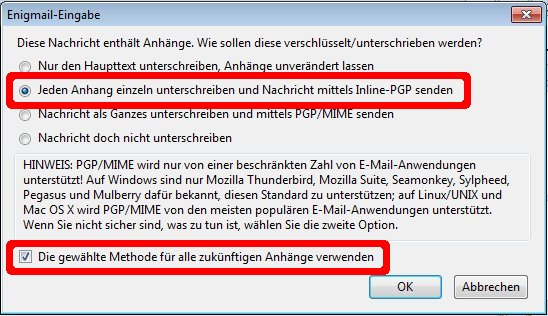 Enigmail-Eingabe
Diese Nachricht enthält Anhänge. Wie sollen diese verschlüsselt/unterschrieben werden?
Nur den Haupttext unterschreiben, Anhänge unverändert lassen
Jeden Anhang einzeln unterschreiben und Nachricht mittels Inline-PGP senden
Nachricht als Ganzes unterschreiben und mittels PGP/MIME senden
Nachricht doch nicht unterschreiben
HINWEIS: PGP/MIME wird nur von einer beschränkten Zahl von E-Mail-Anwendungen
unterstützt! Auf Windows sind nur Mozilla Thunderbird, Mozilla Suite, Seamonkey, Sylpheed,
Pegasus und Mulberry dafür bekannt, diesen Standard zu unterstützen; auf Linux/UNIX und
Mac OS X wird PGP/MIME von den meisten populären E-Mail-Anwendungen unterstützt.
Wenn Sie nicht sicher sind, was zu tun ist, wählen Sie die zweite Option.
Die gewählte Methode für alle zukünftigen Anhänge verwenden
OK
Abbrechen